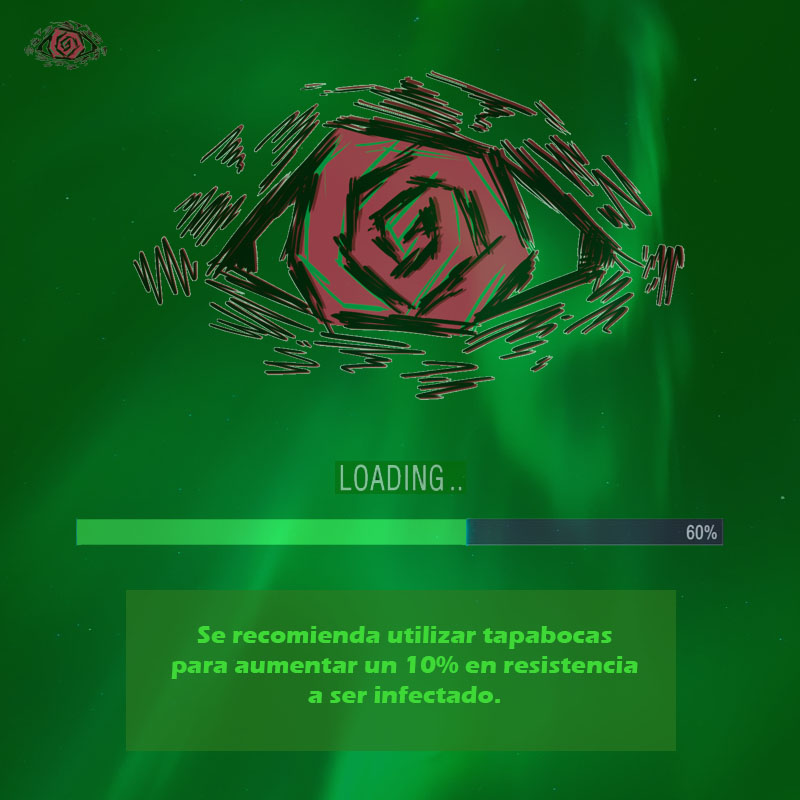 LOADING..
60%
Se recomienda utilizar tapabocas
para aumentar un 10% en resistencia
a ser infectado.